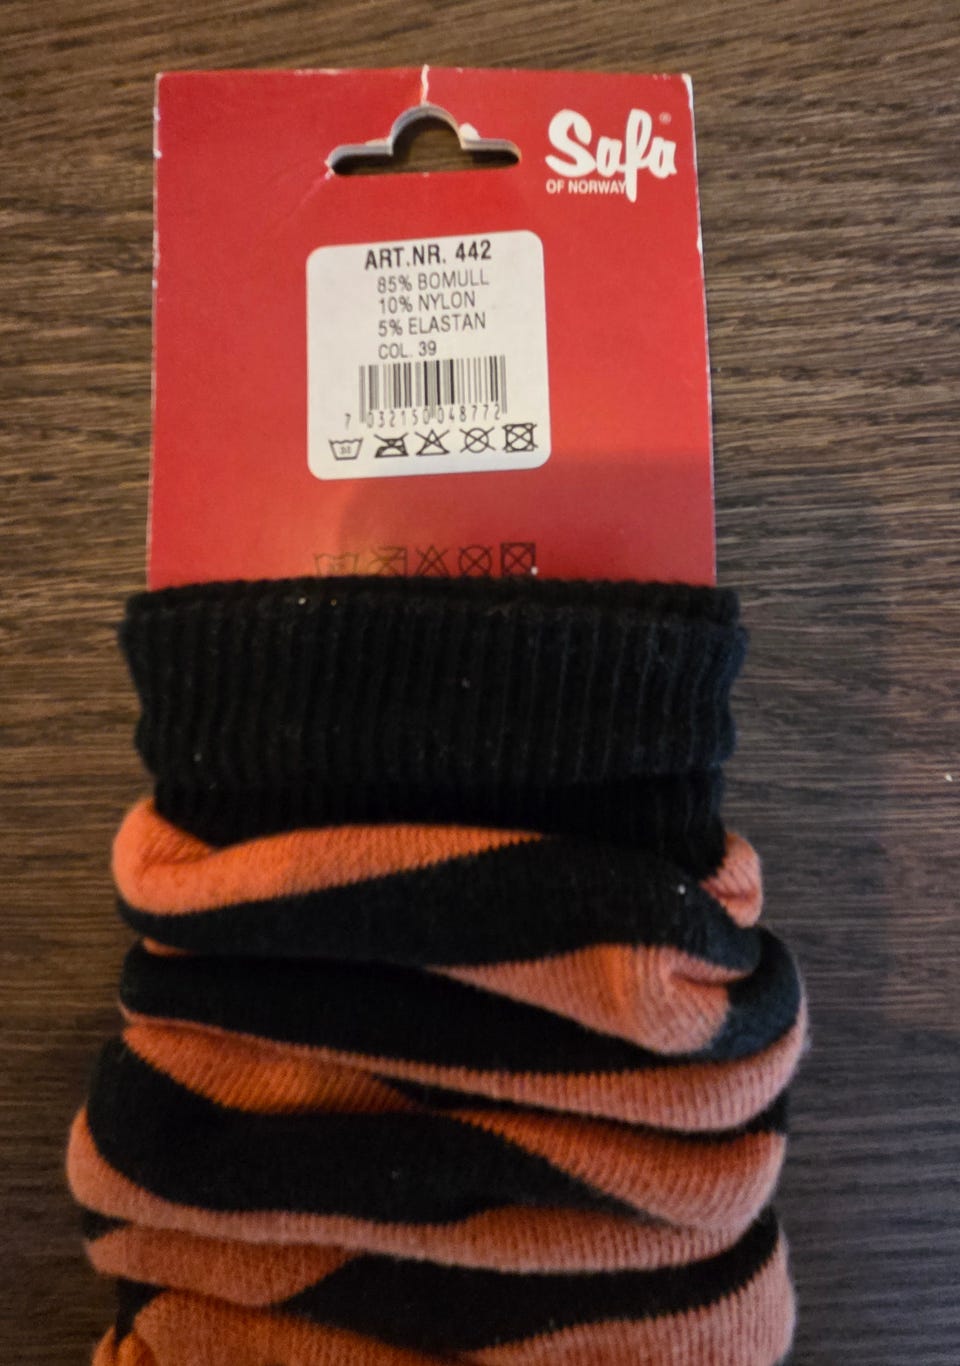 Safa®
OF NORWAY
ART.NR. 442
85% BOMULL
10% NYLON
5% ELASTAN
COL. 39
7 032150 048772